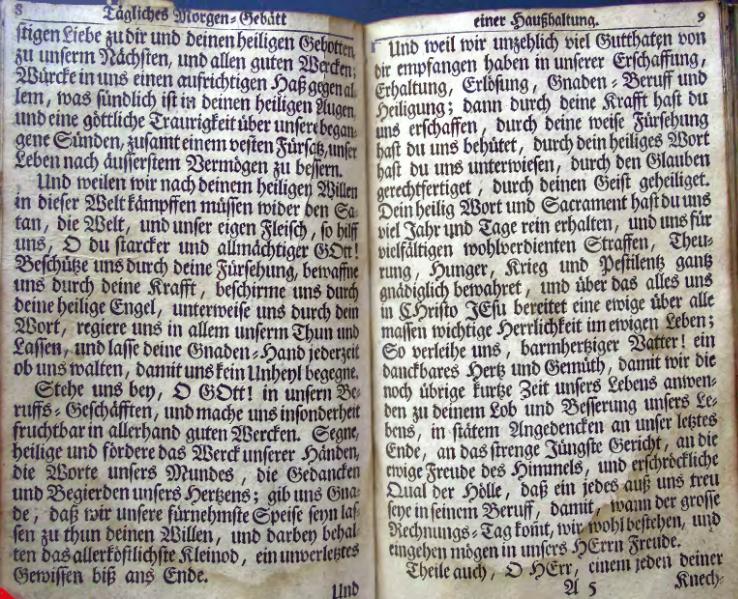 8 Tägliches Morgen-Gebätt
stigen Liebe zu dir und deinen heiligen Gebotten,
zu unserm Nächsten, und allen guten Wercken;
Würcke in uns einen aufrichtigen Haß gegen al-
lem, was sündlich ist in deinen heiligen Augen,
und eine göttliche Traurigkeit über unsere began-
gene Sünden, zusamt einem vesten Fürsatz, unser
Leben nach äusserstem Vermögen zu bessern.
Und weilen wir nach deinem heiligen Willen
in dieser Welt kämpffen müssen wider den Sa-
tan, die Welt, und unser eigen Fleisch, so hilff
uns, O du starcker und allmächtiger GOtt!
Beschütze uns durch deine Fürsehung, bewaffne
uns durch deine Krafft, beschirme uns durch
deine heilige Engel, unterweise uns durch dein
Wort, regiere uns in allem unserm Thun und
Lassen, und lasse deine Gnaden-Hand jederzeit
ob uns walten, damit uns kein Unheyl begegne.
Stehe uns bey, O GOtt! in unsern Be-
ruffs-Geschäfften, und mache uns insonderheit
fruchtbar in allerhand guten Wercken. Segne,
heilige und fördere das Werck unserer Händen,
die Worte unsers Mundes, die Gedancken
und Begierden unsers Hertzens; gib uns Gna-
de, daß wir unsere fürnehmste Speise seyn las-
sen zu thun deinen Willen, und darbey behal-
ten das allerköstlichste Kleinod, ein unverletztes
Gewissen biß ans Ende.
Und
einer Haußhaltung. 9
Und weil wir unzehlich viel Gutthaten von
dir empfangen haben in unserer Erschaffung,
Erhaltung, Erlösung, Gnaden-Beruff und
Heiligung; dann durch deine Krafft hast du
uns erschaffen, durch deine weise Fürsehung
hast du uns behütet, durch dein heiliges Wort
hast du uns unterwiesen, durch den Glauben
gerechtfertiget, durch deinen Geist geheiliget.
Dein heilig Wort und Sacrament hast du uns
viel Jahr und Tage rein erhalten, und uns für
vielfältigen wohlverdienten Straffen, Theu-
rung, Hunger, Krieg und Pestilentz gantz
gnädiglich bewahret, und über das alles uns
in CHristo JEsu bereitet eine ewige über alle
massen wichtige Herrlichkeit im ewigen Leben;
So verleihe uns, barmhertziger Vatter! ein
danckbares Hertz und Gemüth, damit wir die
noch übrige kurtze Zeit unsers Lebens anwen-
den zu deinem Lob und Besserung unsers Le-
bens, in stätem Angedencken an unser letztes
Ende, an das strenge Jüngste Gericht, an die
ewige Freude des Himmels, und erschröckliche
Qual der Hölle, daß ein jedes auß uns treu
seye in seinem Beruff, damit, wann der grosse
Rechnungs-Tag komt, wir wohl bestehen, und
eingehen mögen in unsers HErrn Freude.
Theile auch, O HErr, einem jeden deiner
A 5 Knech-